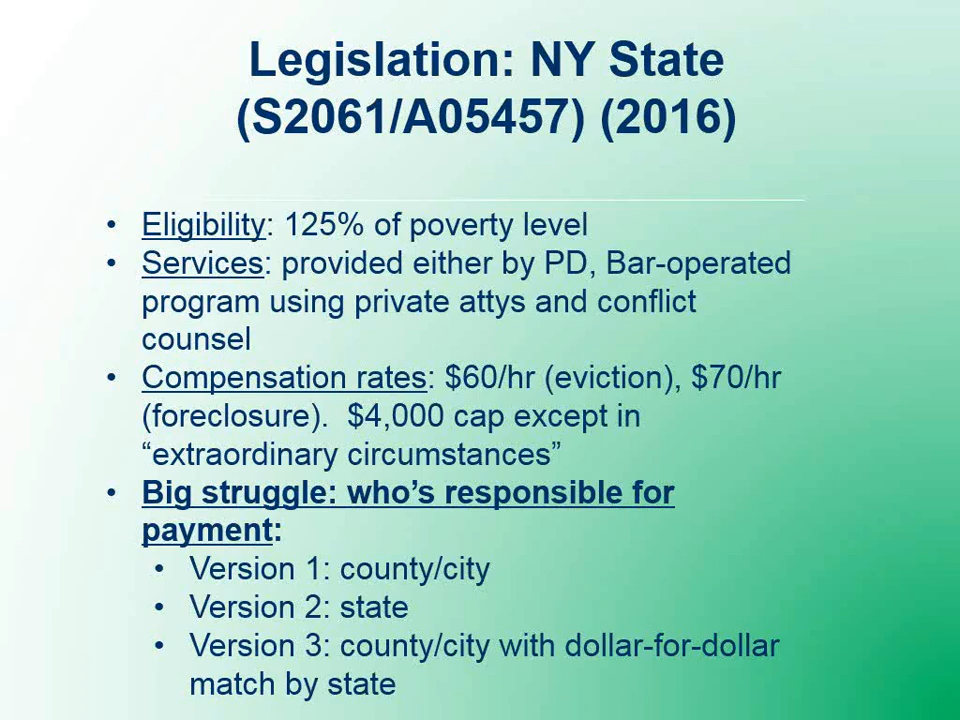 Legislation: NY State
(S2061/A05457) (2016)
• Eligibility: 125% of poverty level
• Services: provided either by PD, Bar-operated
program using private attys and conflict
counsel
• Compensation rates: $60/hr (eviction), $70/hr
(foreclosure).  $4,000 cap except in
“extraordinary circumstances”
• Big struggle: who’s responsible for
payment:
• Version 1: county/city
• Version 2: state
• Version 3: county/city with dollar-for-dollar
match by state